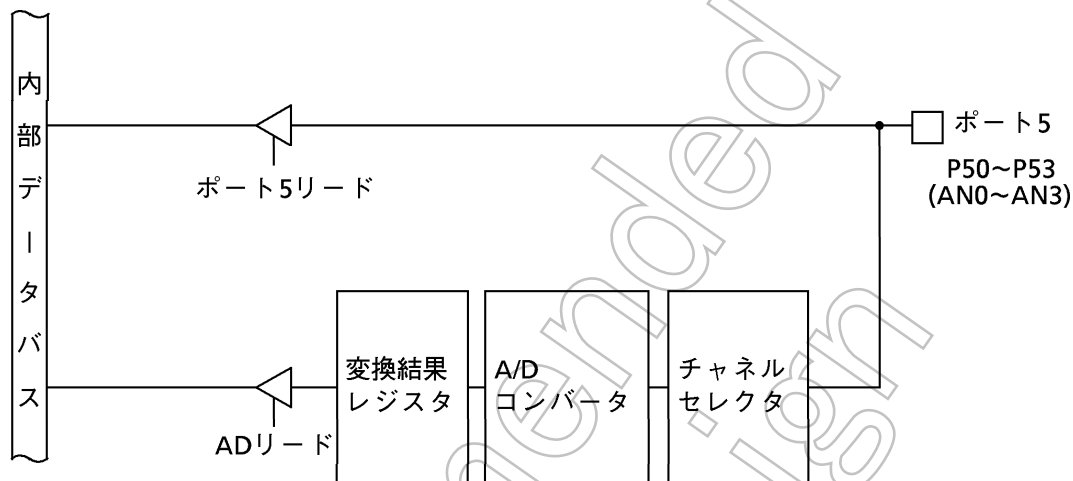 内部データバス
ポート5
P50~P53
(AN0~AN3)
ポート5リード
変換結果
レジスタ
A/D
コンバータ
チャネル
セレクタ
ADリード
ended
ign